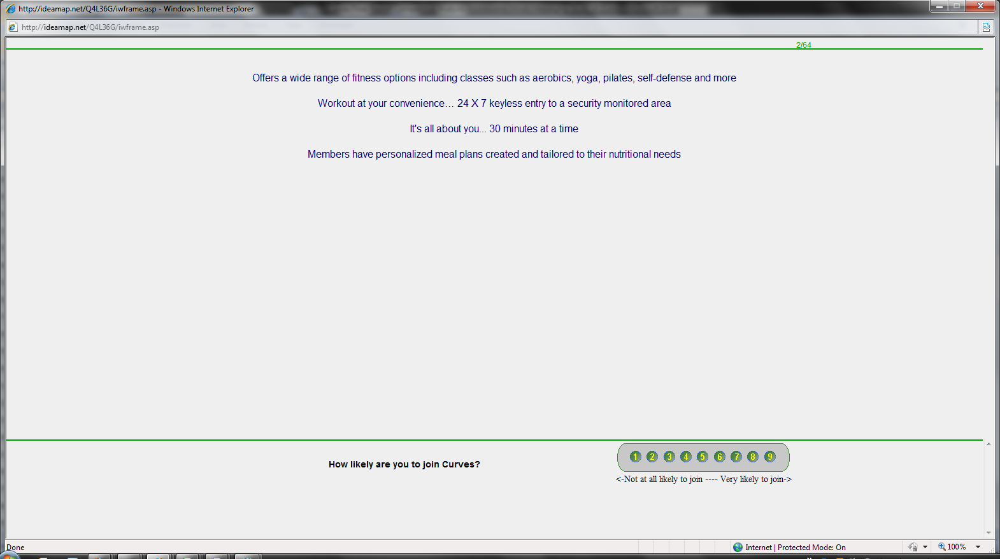 http://ideamap.net/Q4L36G/iwframe.asp - Windows Internet Explorer
http://ideamap.net/Q4L36G/iwframe.asp
2/64
Offers a wide range of fitness options including classes such as aerobics, yoga, pilates, self-defense and more
Workout at your convenience… 24 X 7 keyless entry to a security monitored area
It's all about you... 30 minutes at a time
Members have personalized meal plans created and tailored to their nutritional needs
How likely are you to join Curves?
1 2 3 4 5 6 7 8 9
<-Not at all likely to join ---- Very likely to join->
Done
Internet | Protected Mode: On
100%